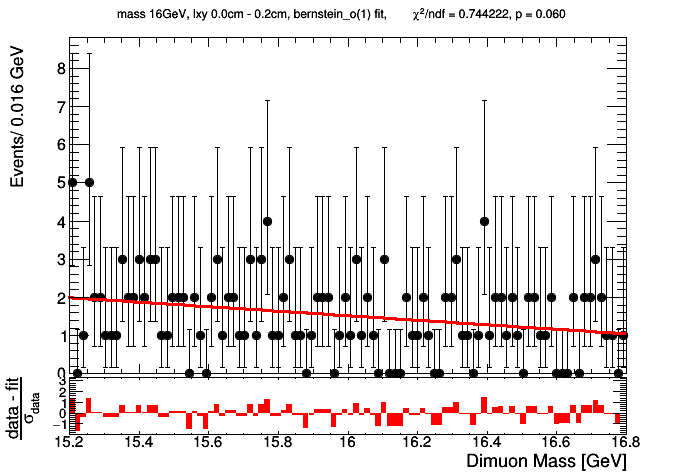 mass 16GeV, lxy 0.0cm - 0.2cm, bernstein_o(1) fit, χ²/ndf = 0.744222, p = 0.060
Events/ 0.016 GeV
8
7
6
5
4
3
2
1
0
data - fit
σdata
3
2
1
0
−1
15.2 15.4 15.6 15.8 16 16.2 16.4 16.6 16.8
Dimuon Mass [GeV]